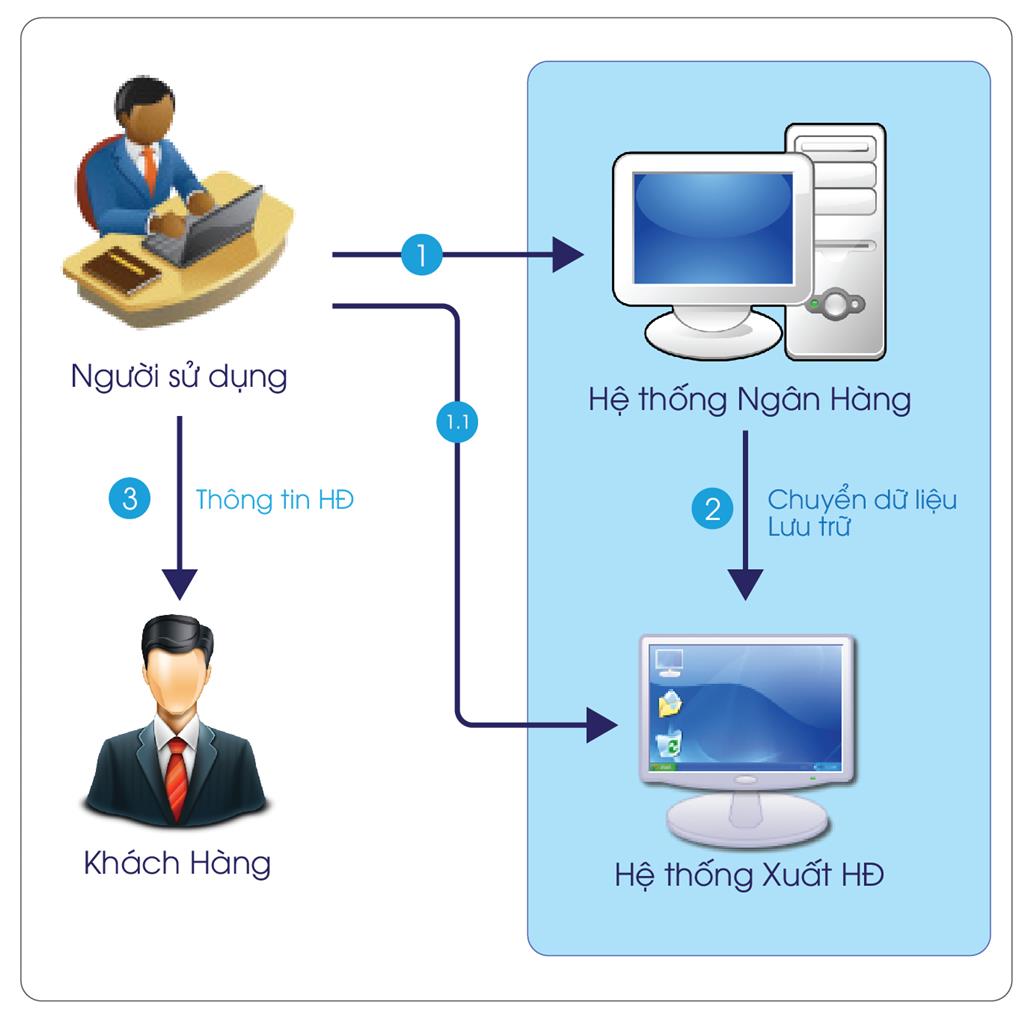 1
Người sử dụng
Hệ thống Ngân Hàng
1.1
3
Thông tin HĐ
2
Chuyển dữ liệu
Lưu trữ
Khách Hàng
Hệ thống Xuất HĐ